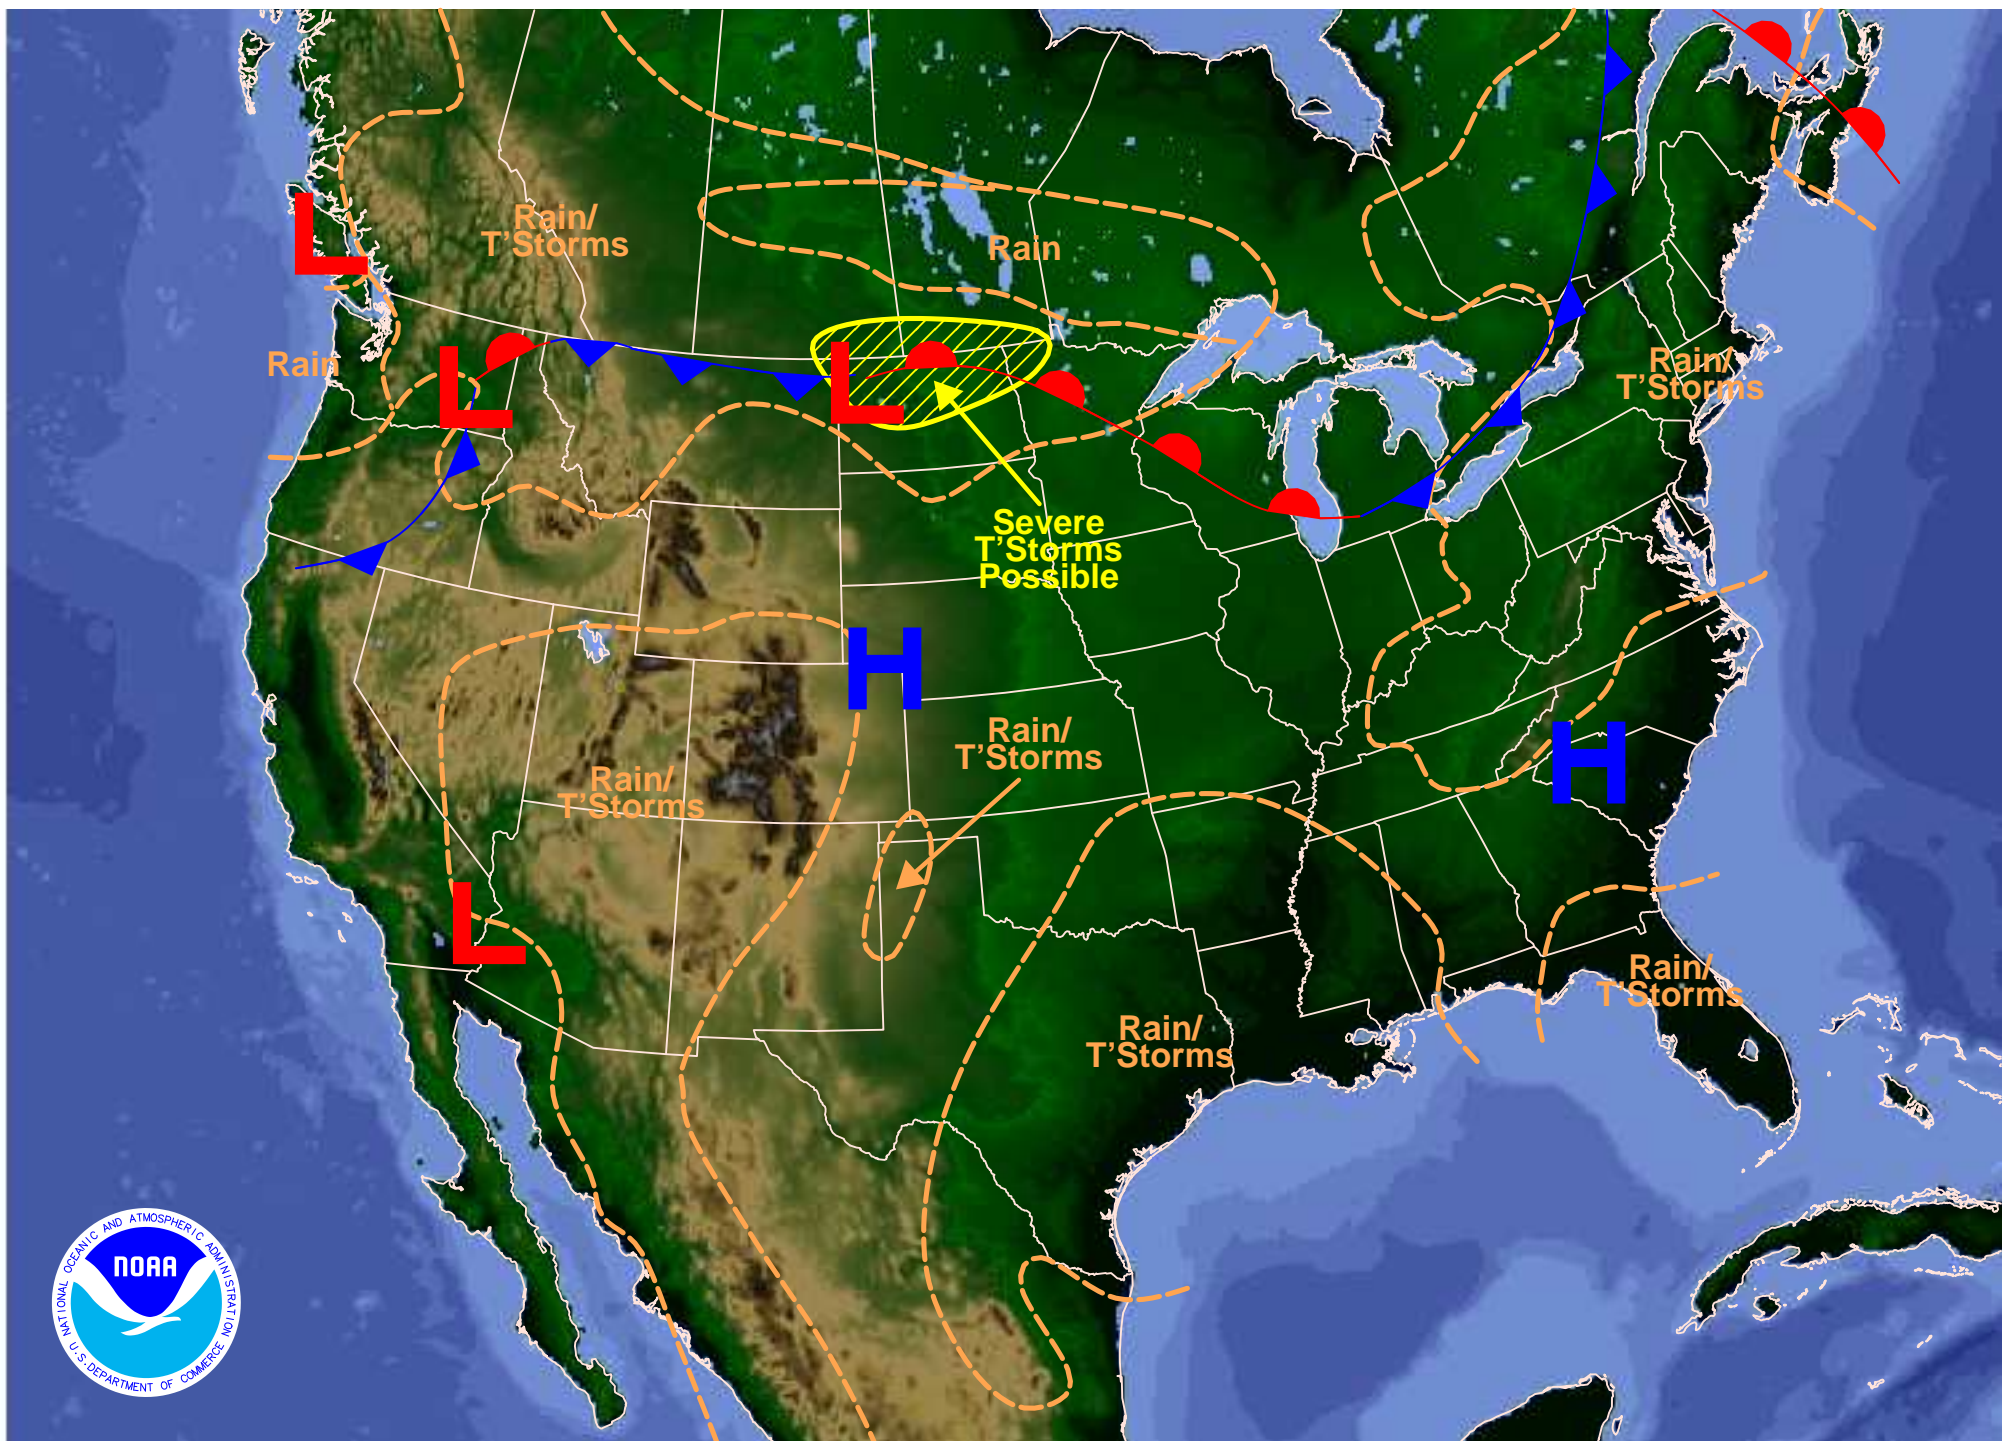 Rain/
T'Storms
Rain
Rain
Rain/
T'Storms
Severe
T'Storms
Possible
Rain/
T'Storms
Rain/
T'Storms
Rain/
T'Storms
Rain/
T'Storms
L
L
L
L
H
H
NATIONAL OCEANIC AND ATMOSPHERIC ADMINISTRATION
NOAA
U.S. DEPARTMENT OF COMMERCE